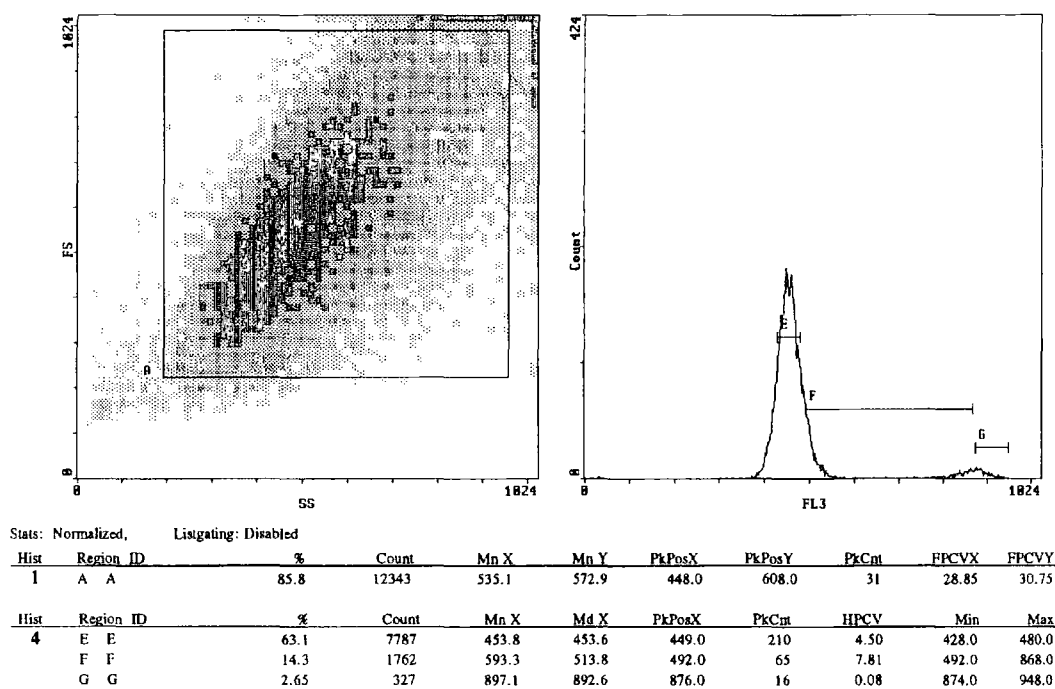 1024
FS
A
0
0
SS
1024
424
Count
E
F
G
0
0
FL3
1024
Stats: Normalized, Listgating: Disabled
Hist Region ID % Count Mn X Mn Y PkPosX PkPosY PkCnt FPCVX FPCVY
1 A A 85.8 12343 535.1 572.9 448.0 608.0 31 28.85 30.75
Hist Region ID % Count Mn X Md X PkPosX PkCnt HPCV Min Max
4 E E 63.1 7787 453.8 453.6 449.0 210 4.50 428.0 480.0
F F 14.3 1762 593.3 513.8 492.0 65 7.81 492.0 868.0
G G 2.65 327 897.1 892.6 876.0 16 0.08 874.0 948.0